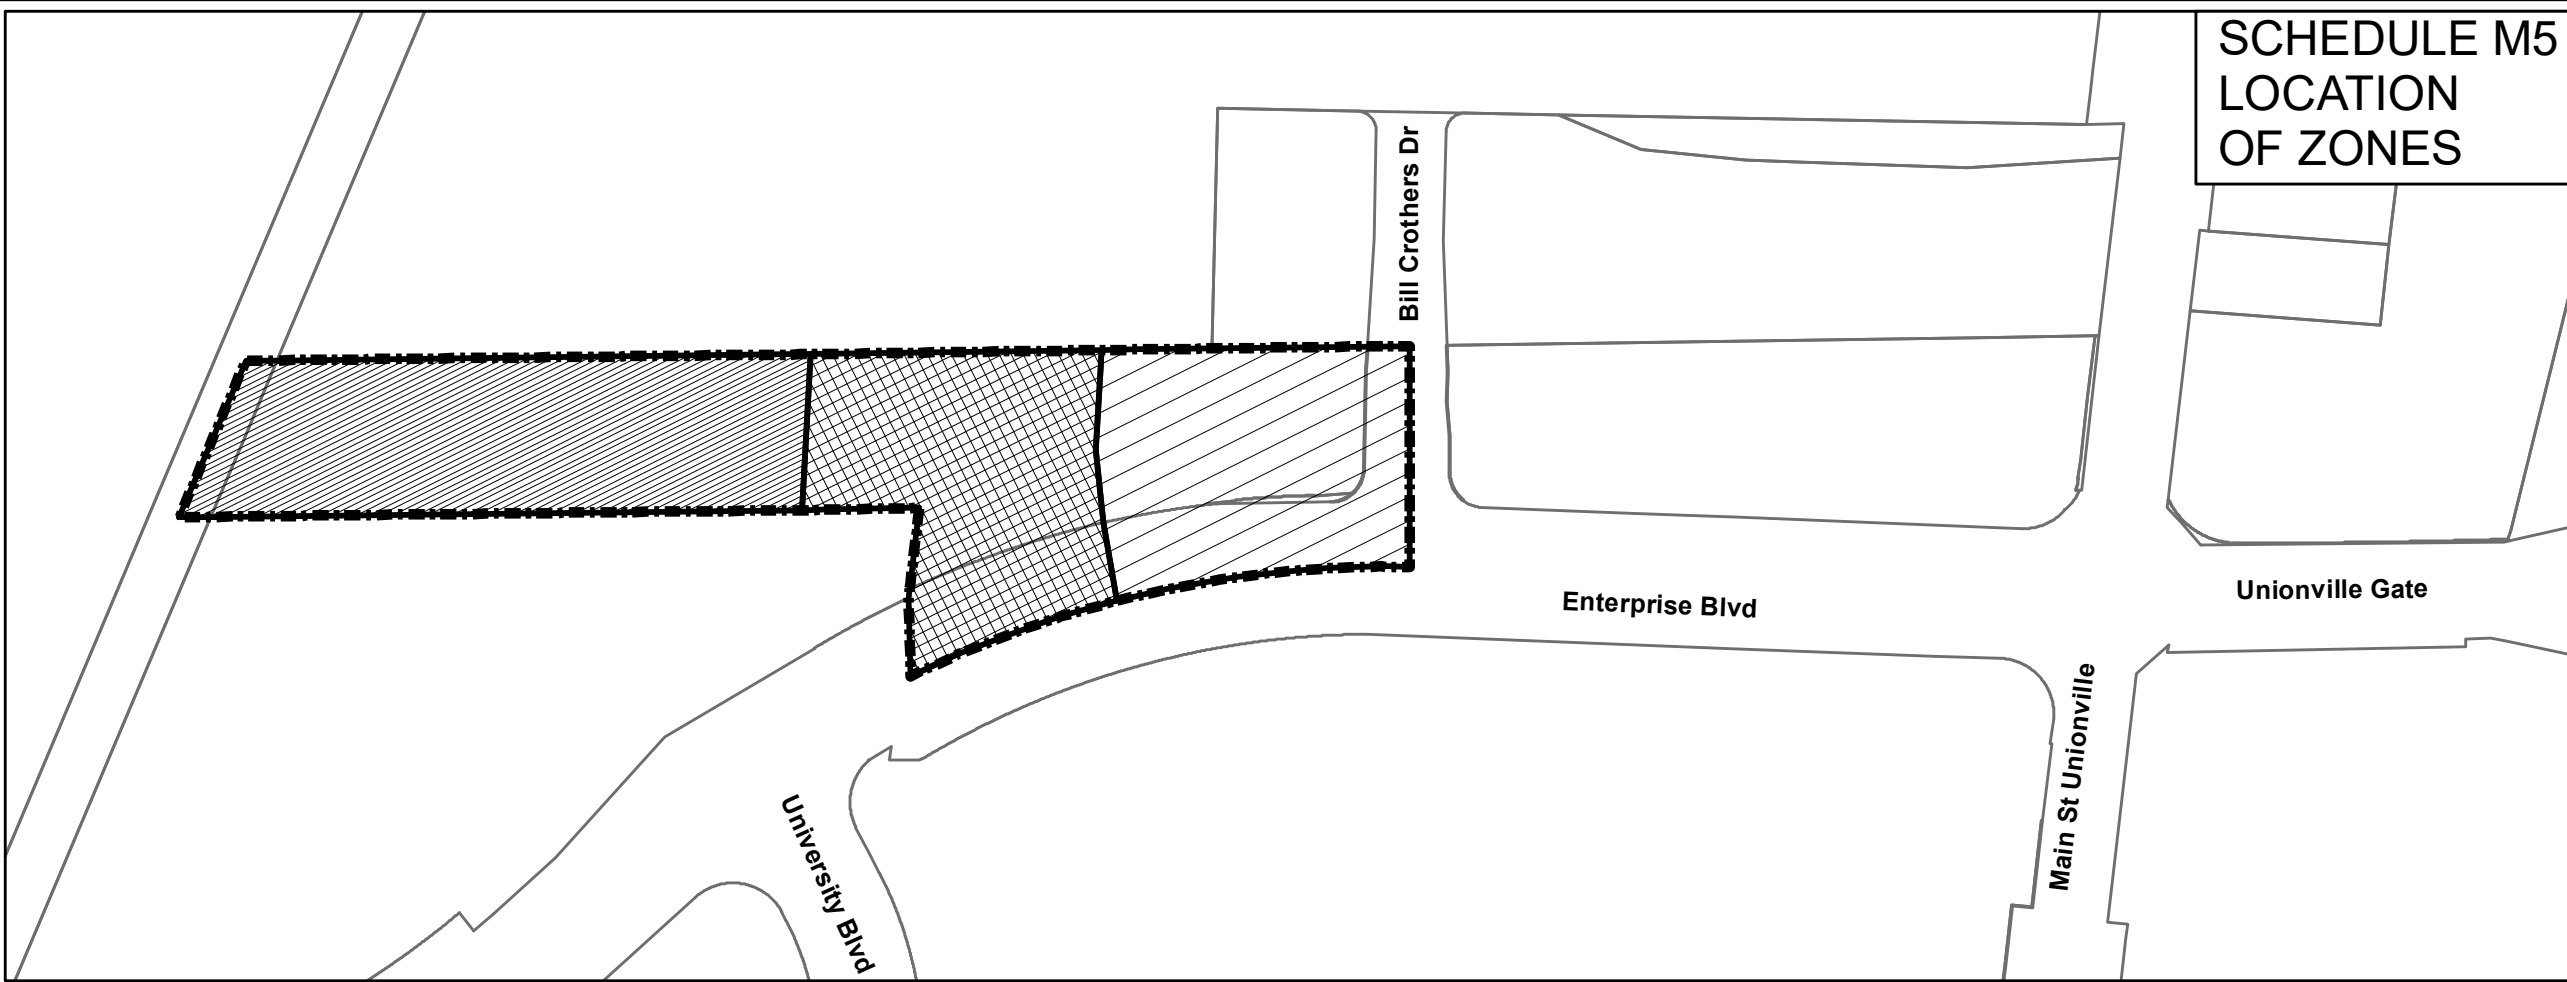 SCHEDULE M5
LOCATION
OF ZONES
Bill Crothers Dr
Enterprise Blvd
Unionville Gate
Main St Unionville
University Blvd